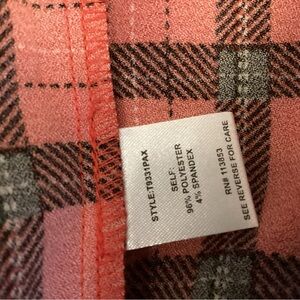 STYLE:T9331PAX
SELF:
96% POLYESTER
4% SPANDEX
RN# 113853
SEE REVERSE FOR CARE